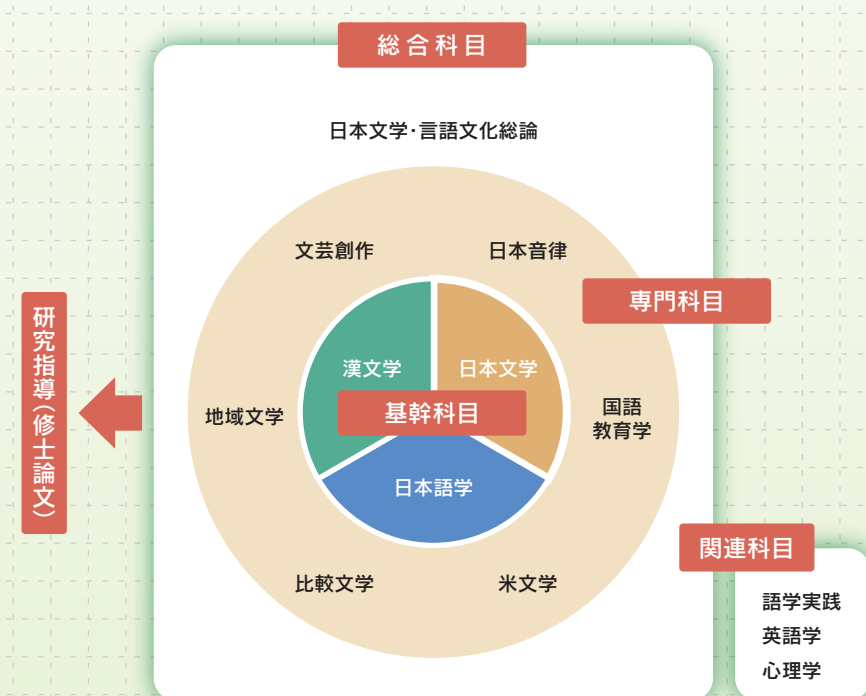 総合科目
日本文学・言語文化総論
文芸創作
日本音律
専門科目
漢文学
日本文学
基幹科目
地域文学
国語
教育学
日本語学
比較文学
米文学
研究指導(修士論文)
関連科目
語学実践
英語学
心理学